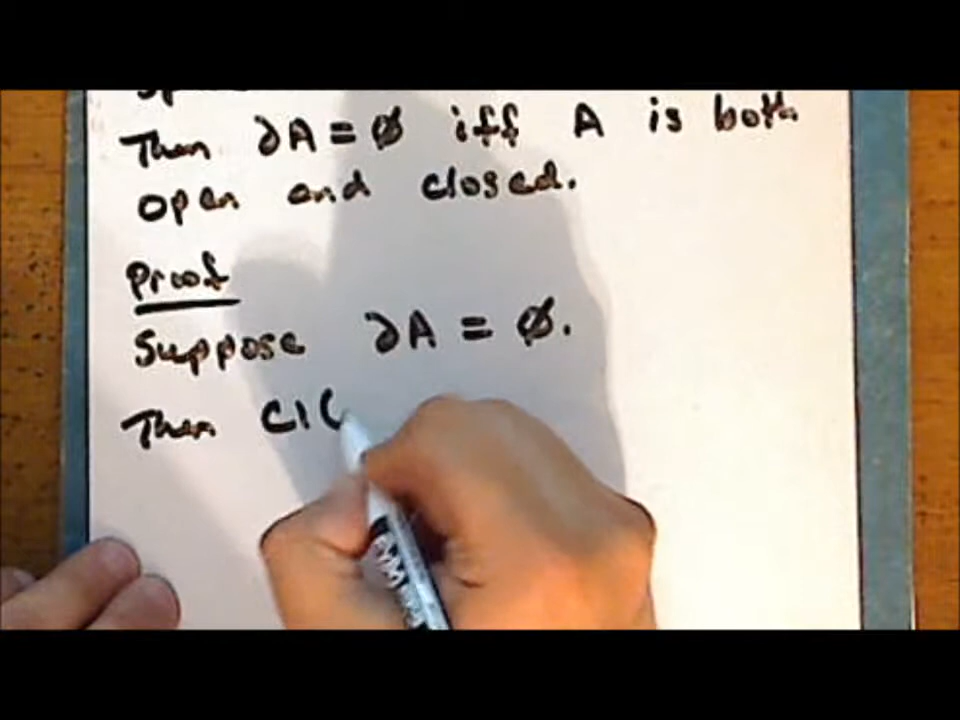 Then ∂A = ∅ iff A is both
open and closed.
Proof
Suppose ∂A = ∅.
Then Cl(